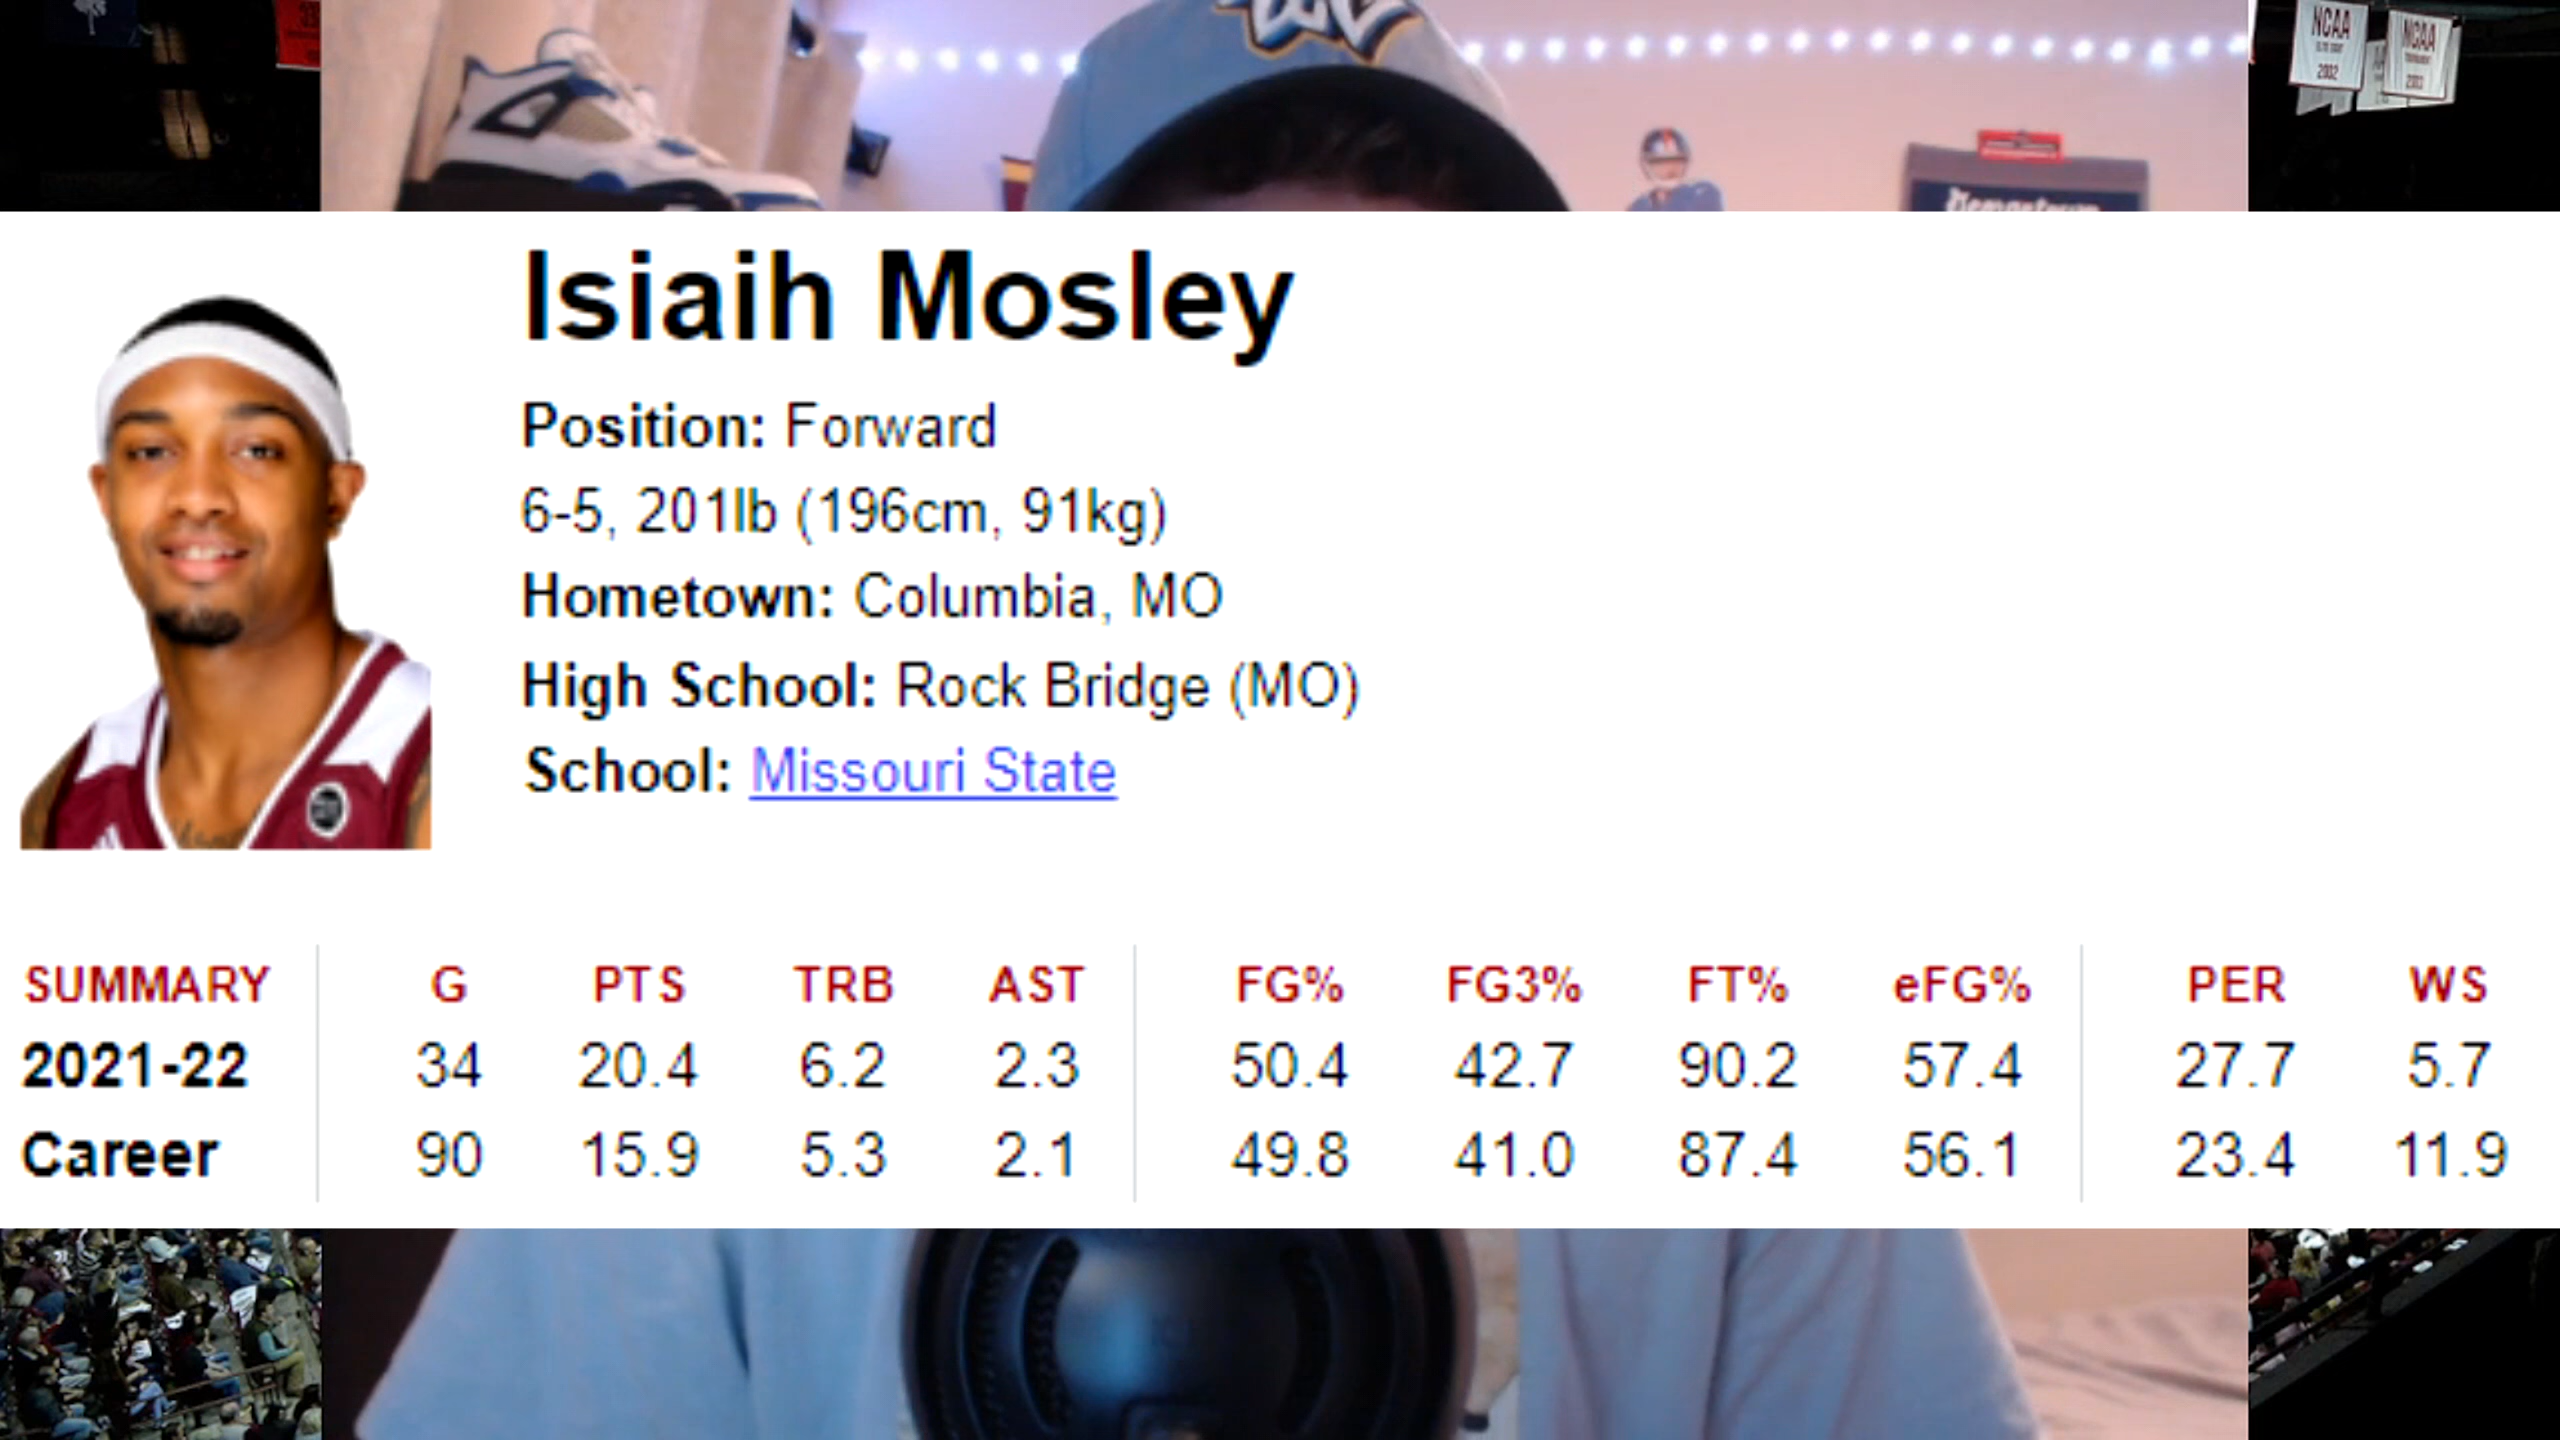 NCAA
2002
NCAA
TOURNAMENT
2003
Isiaih Mosley
Position: Forward
6-5, 201lb (196cm, 91kg)
Hometown: Columbia, MO
High School: Rock Bridge (MO)
School: Missouri State
SUMMARY G PTS TRB AST FG% FG3% FT% eFG% PER WS
2021-22 34 20.4 6.2 2.3 50.4 42.7 90.2 57.4 27.7 5.7
Career 90 15.9 5.3 2.1 49.8 41.0 87.4 56.1 23.4 11.9